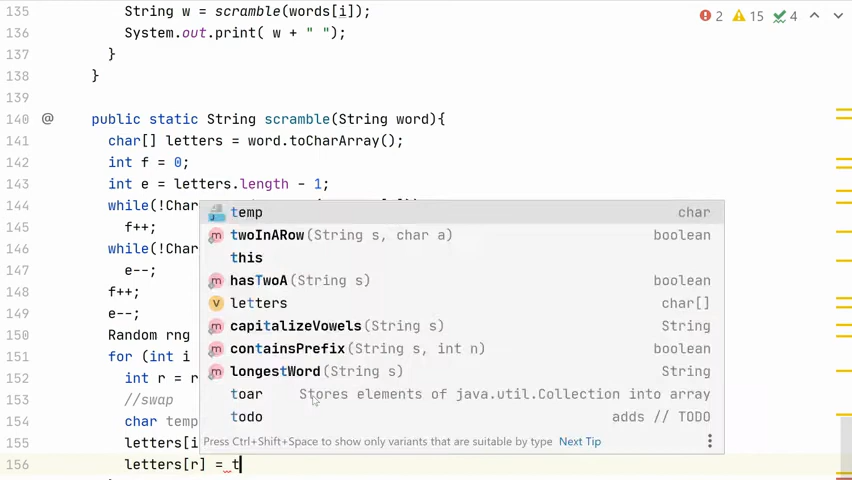 135 String w = scramble(words[i]);
2 15 4
136 System.out.print( w + " ");
137 }
138 }
139
140 @ public static String scramble(String word){
141 char[] letters = word.toCharArray();
142 int f = 0;
143 int e = letters.length - 1;
144 while(!Char
145 f++;
146 while(!Char
147 e--;
148 f++;
149 e--;
150 Random rng
151 for (int i
152 int r = r
153 //swap
154 char temp
155 letters[i
156 letters[r] = t
temp char
twoInARow(String s, char a) boolean
this
hasTwoA(String s) boolean
letters char[]
capitalizeVowels(String s) String
containsPrefix(String s, int n) boolean
longestWord(String s) String
toar Stores elements of java.util.Collection into array
todo adds // TODO
Press Ctrl+Shift+Space to show only variants that are suitable by type Next Tip